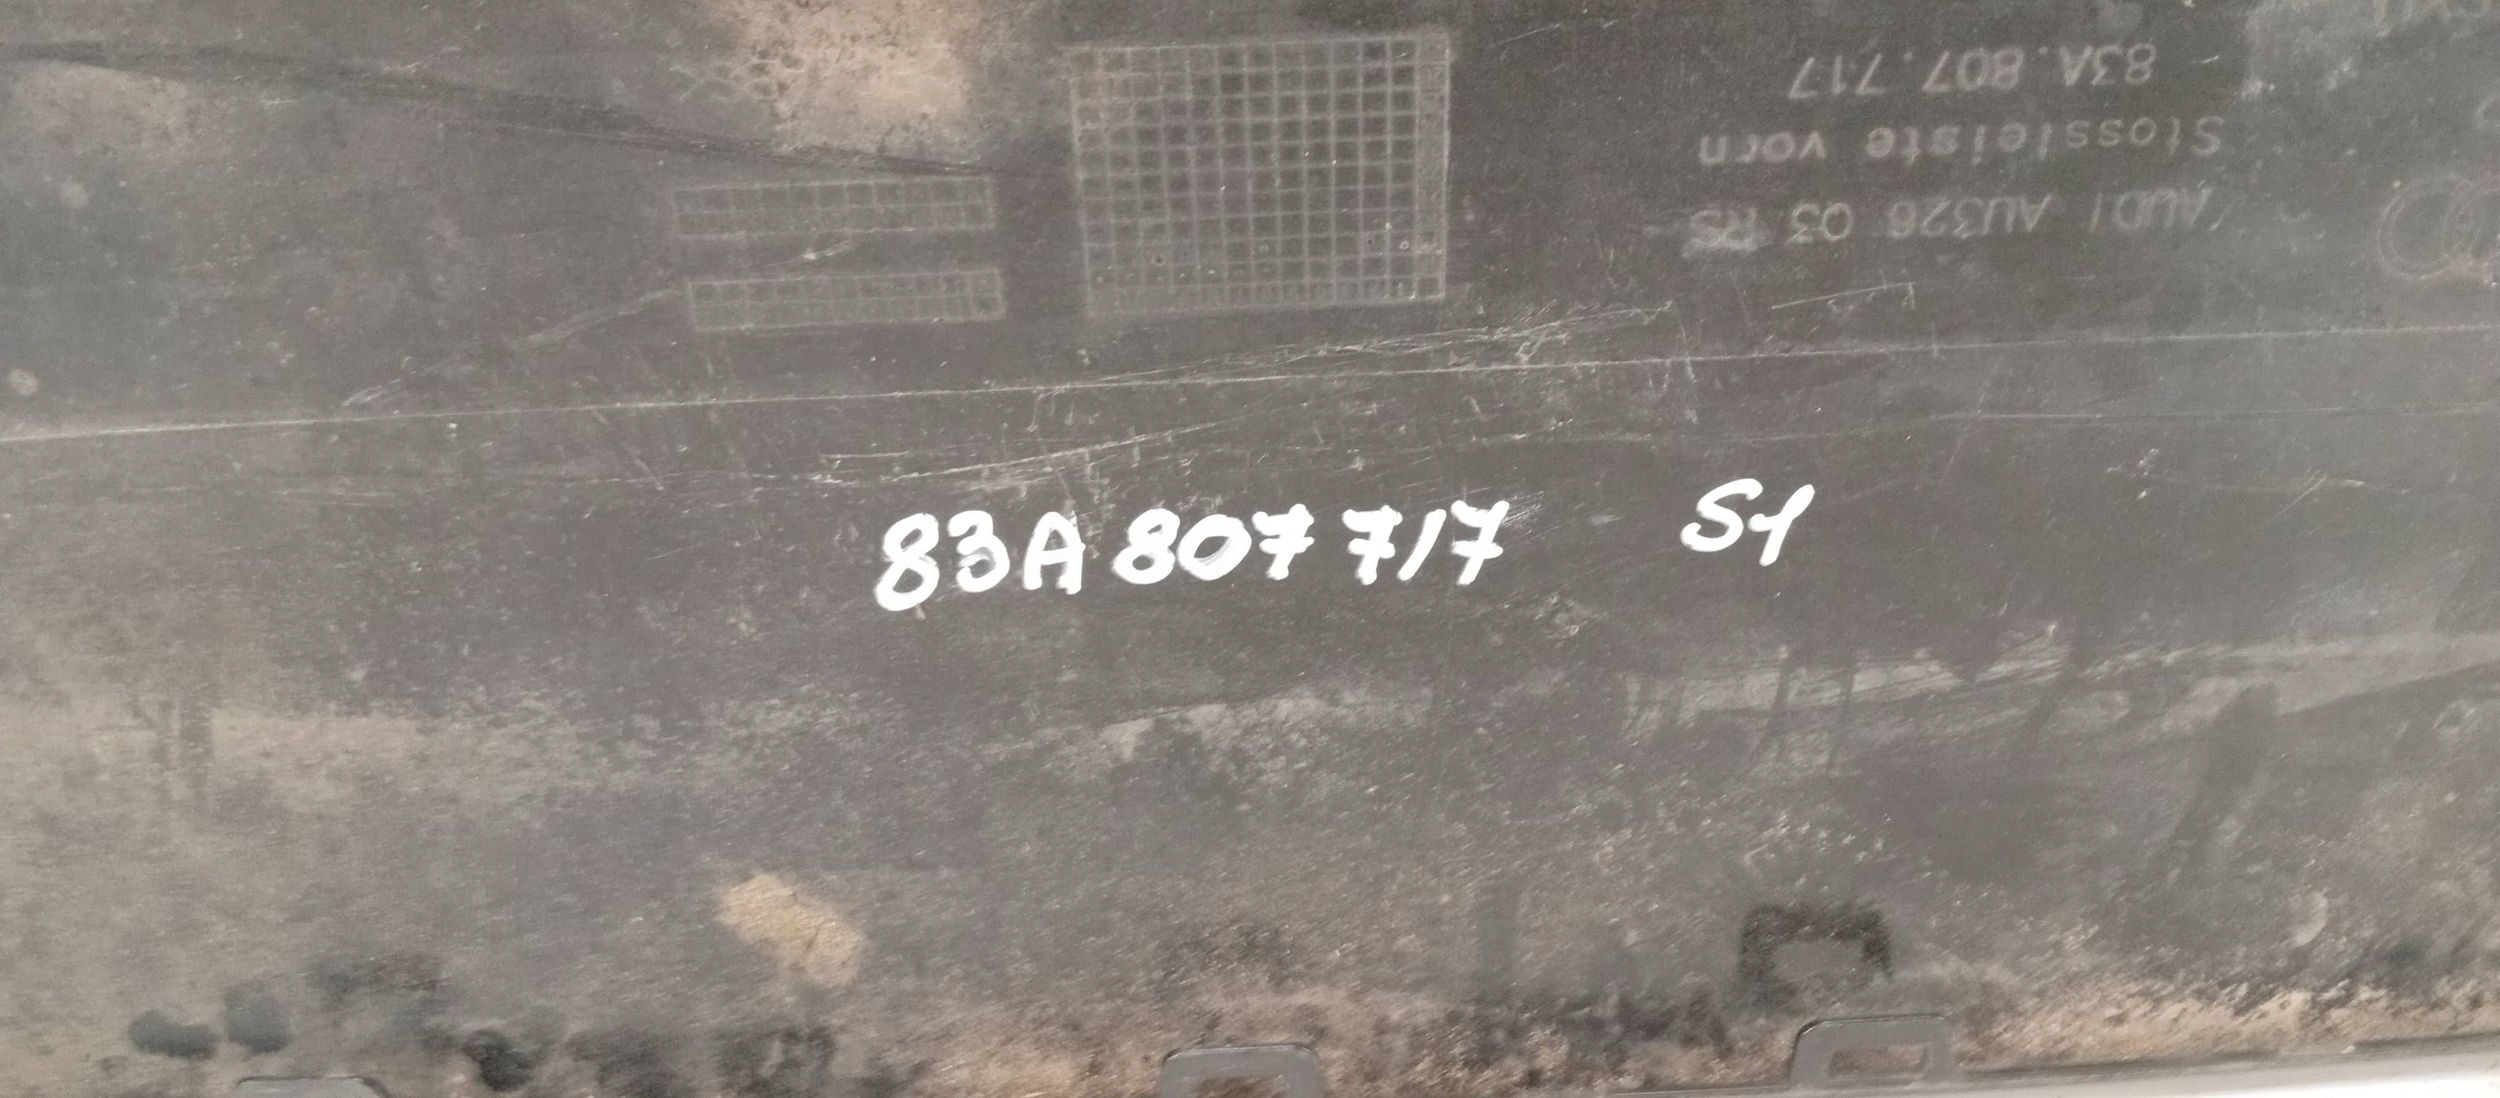 AUDI AU326 03 RS
Stossleiste vorn
83A.807.717
83A 807 717 S1